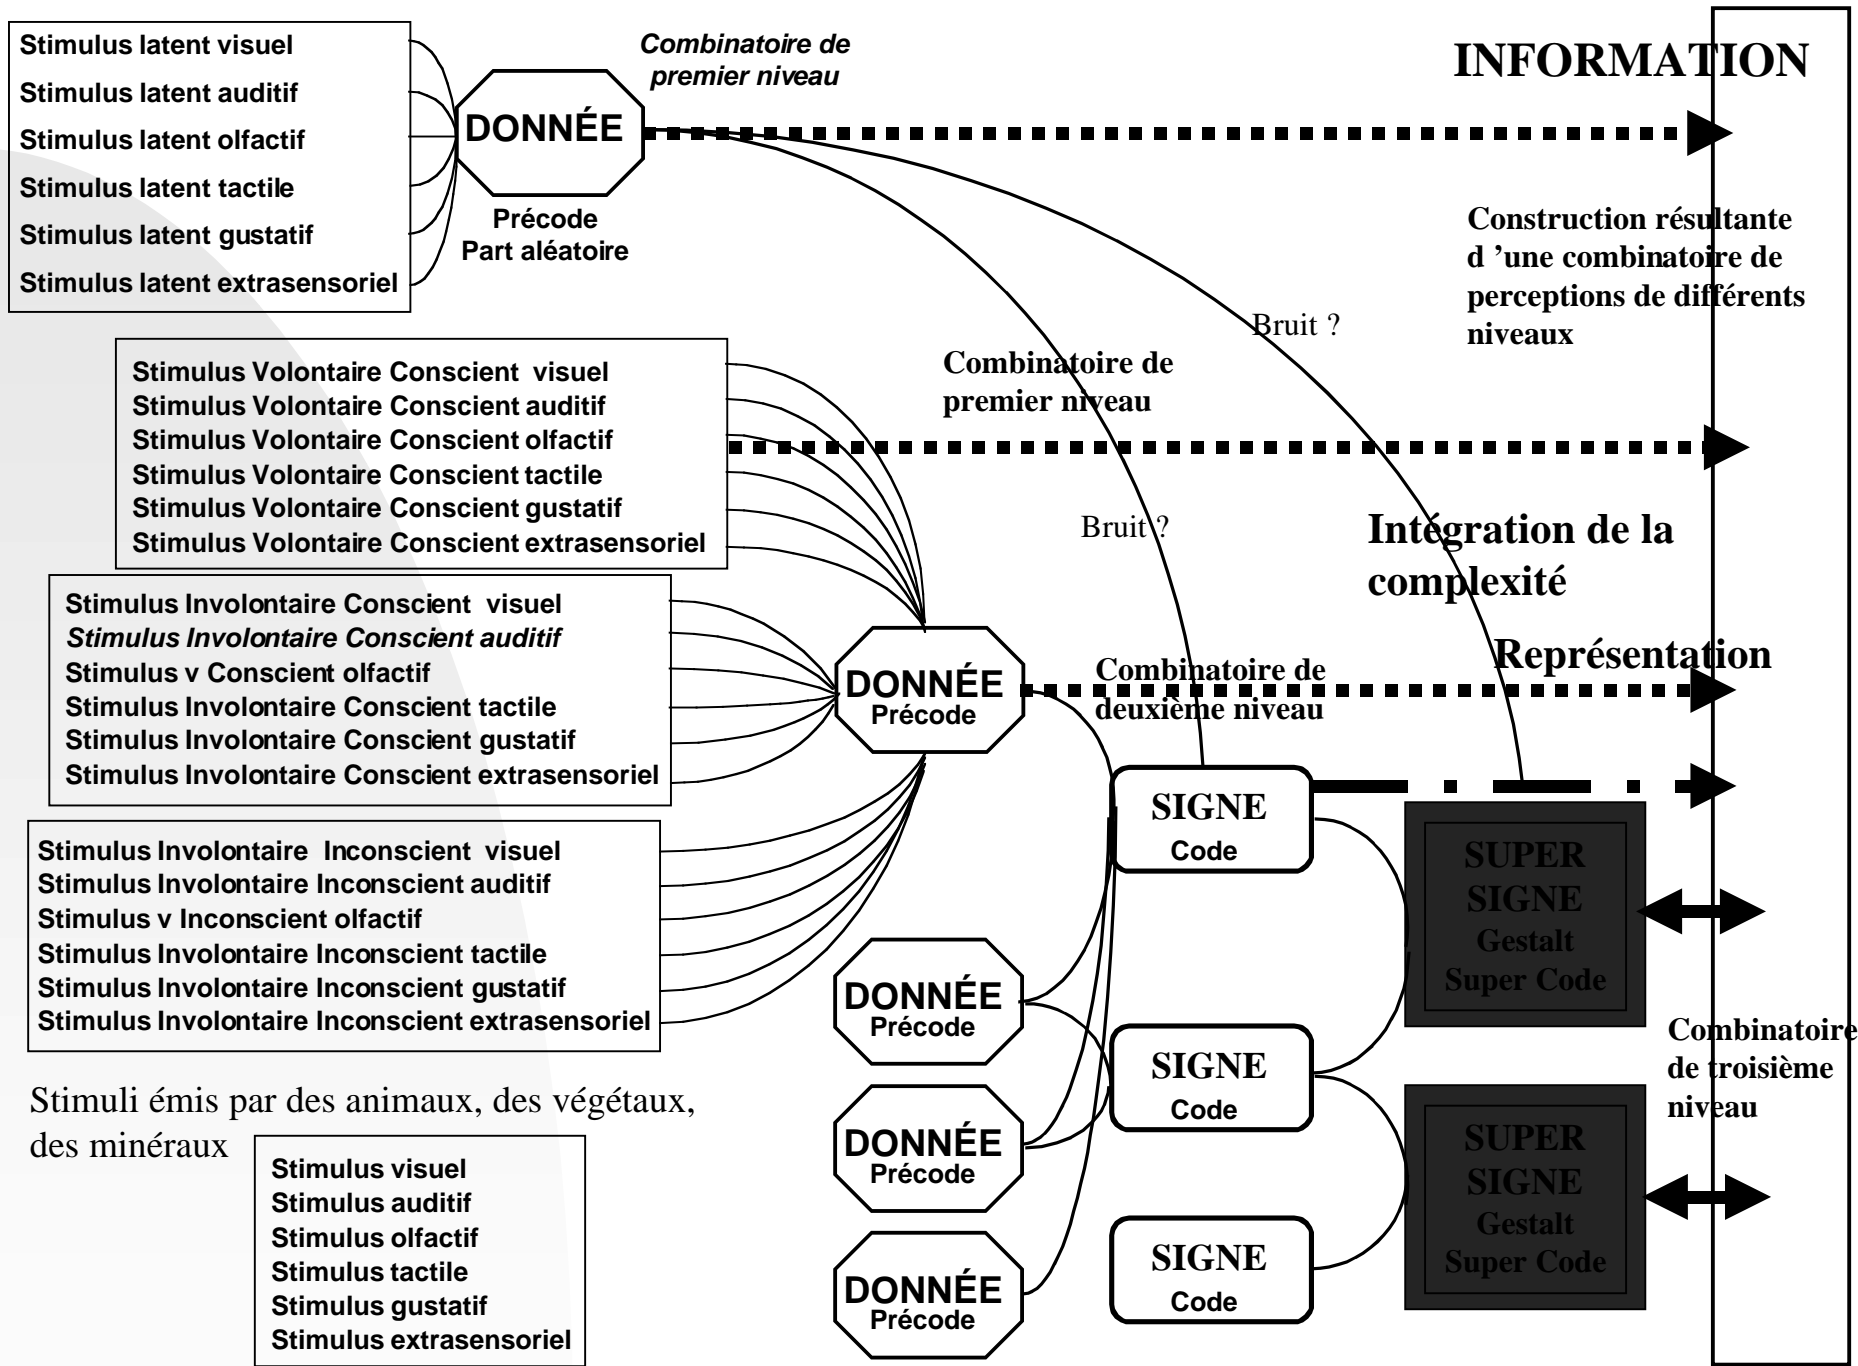 Stimulus latent visuel
Stimulus latent auditif
Stimulus latent olfactif
Stimulus latent tactile
Stimulus latent gustatif
Stimulus latent extrasensoriel
DONNÉE
Précode
Part aléatoire
Combinatoire de
premier niveau
INFORMATION
Construction résultante
d ’une combinatoire de
perceptions de différents
niveaux
Bruit ?
Stimulus Volontaire Conscient visuel
Stimulus Volontaire Conscient auditif
Stimulus Volontaire Conscient olfactif
Stimulus Volontaire Conscient tactile
Stimulus Volontaire Conscient gustatif
Stimulus Volontaire Conscient extrasensoriel
Combinatoire de
premier niveau
Bruit ?
Intégration de la
complexité
Représentation
Stimulus Involontaire Conscient visuel
Stimulus Involontaire Conscient auditif
Stimulus v Conscient olfactif
Stimulus Involontaire Conscient tactile
Stimulus Involontaire Conscient gustatif
Stimulus Involontaire Conscient extrasensoriel
DONNÉE
Précode
Combinatoire de
deuxième niveau
Stimulus Involontaire Inconscient visuel
Stimulus Involontaire Inconscient auditif
Stimulus v Inconscient olfactif
Stimulus Involontaire Inconscient tactile
Stimulus Involontaire Inconscient gustatif
Stimulus Involontaire Inconscient extrasensoriel
SIGNE
Code
SUPER
SIGNE
Gestalt
Super Code
DONNÉE
Précode
SIGNE
Code
Combinatoire
de troisième
niveau
Stimuli émis par des animaux, des végétaux,
des minéraux
Stimulus visuel
Stimulus auditif
Stimulus olfactif
Stimulus tactile
Stimulus gustatif
Stimulus extrasensoriel
DONNÉE
Précode
SUPER
SIGNE
Gestalt
Super Code
DONNÉE
Précode
SIGNE
Code